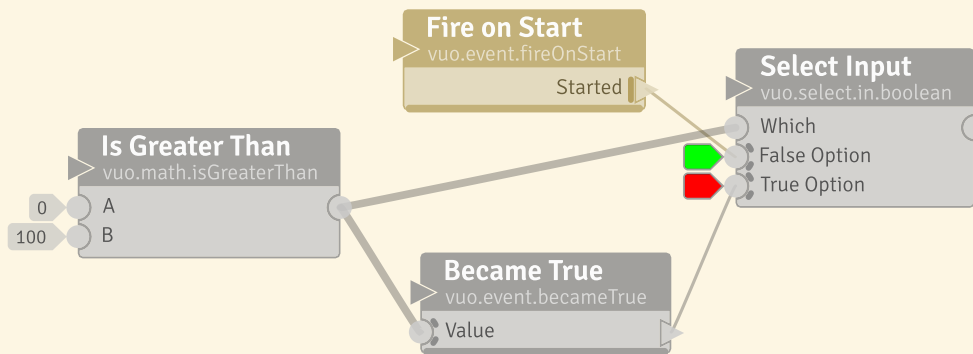 Fire on Start
vuo.event.fireOnStart
Started
Select Input
vuo.select.in.boolean
Which
False Option
True Option
Is Greater Than
vuo.math.isGreaterThan
0
A
100
B
Became True
vuo.event.becameTrue
Value